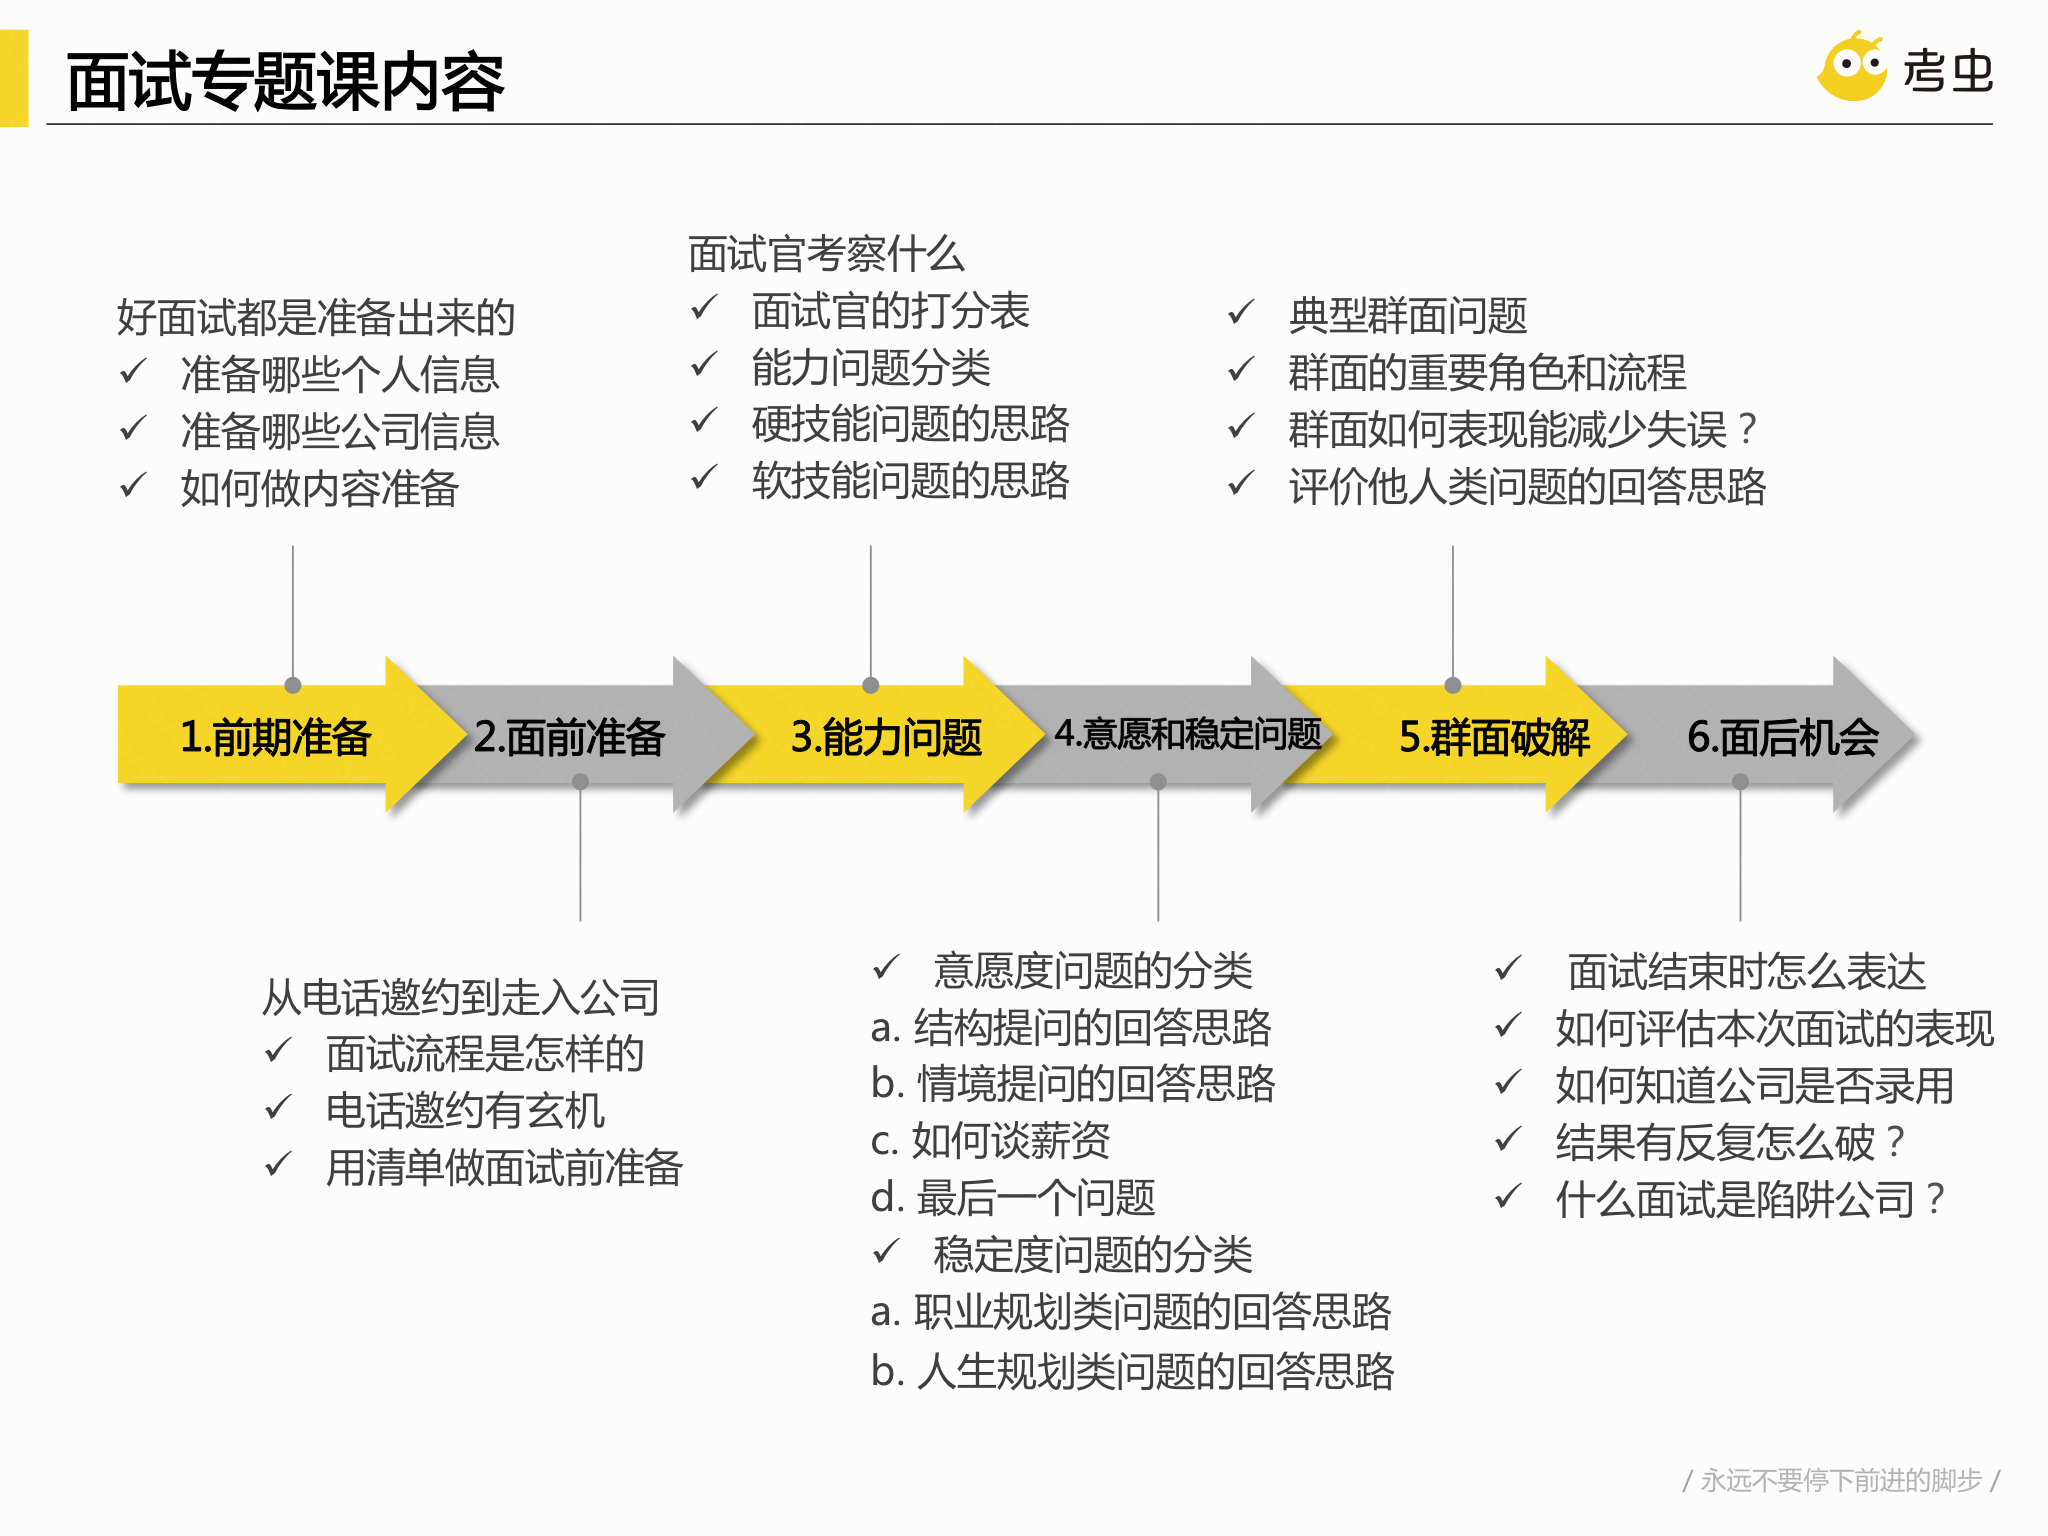 面试专题课内容
考虫
好面试都是准备出来的
✓ 准备哪些个人信息
✓ 准备哪些公司信息
✓ 如何做内容准备
面试官考察什么
✓ 面试官的打分表
✓ 能力问题分类
✓ 硬技能问题的思路
✓ 软技能问题的思路
✓ 典型群面问题
✓ 群面的重要角色和流程
✓ 群面如何表现能减少失误？
✓ 评价他人类问题的回答思路
1.前期准备
2.面前准备
3.能力问题
4.意愿和稳定问题
5.群面破解
6.面后机会
从电话邀约到走入公司
✓ 面试流程是怎样的
✓ 电话邀约有玄机
✓ 用清单做面试前准备
✓ 意愿度问题的分类
a. 结构提问的回答思路
b. 情境提问的回答思路
c. 如何谈薪资
d. 最后一个问题
✓ 稳定度问题的分类
a. 职业规划类问题的回答思路
b. 人生规划类问题的回答思路
✓ 面试结束时怎么表达
✓ 如何评估本次面试的表现
✓ 如何知道公司是否录用
✓ 结果有反复怎么破？
✓ 什么面试是陷阱公司？
/ 永远不要停下前进的脚步 /